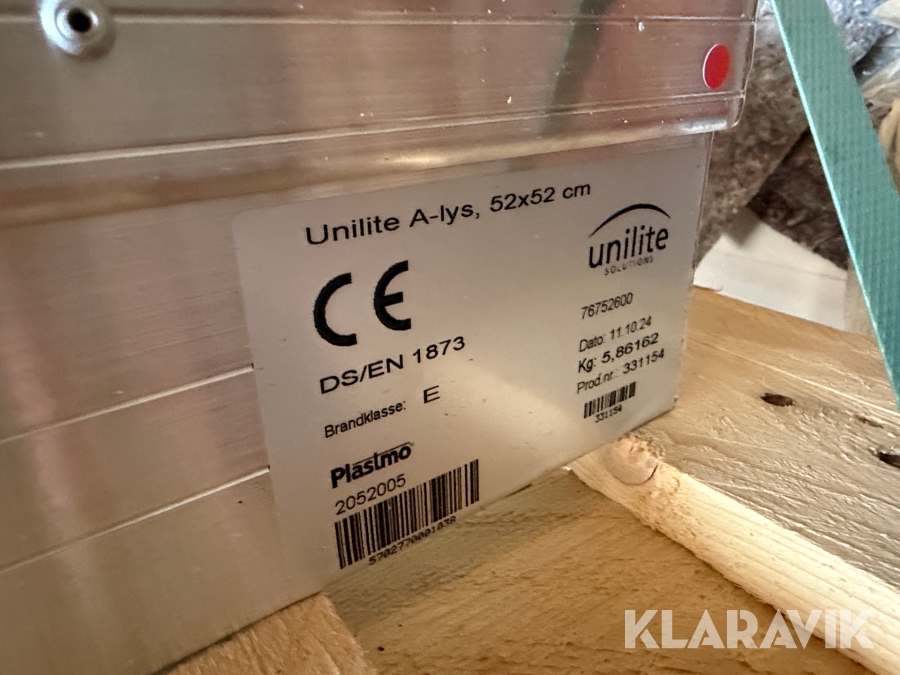 Unilite A-lys, 52x52 cm
CE
DS/EN 1873
Brandklasse: E
Plastmo
2052005
5702770001038
unilite
SOLUTIONS
76752600
Dato: 11.10.24
Kg: 5,86162
Prod.nr.: 331154
331154
KLARAVIK